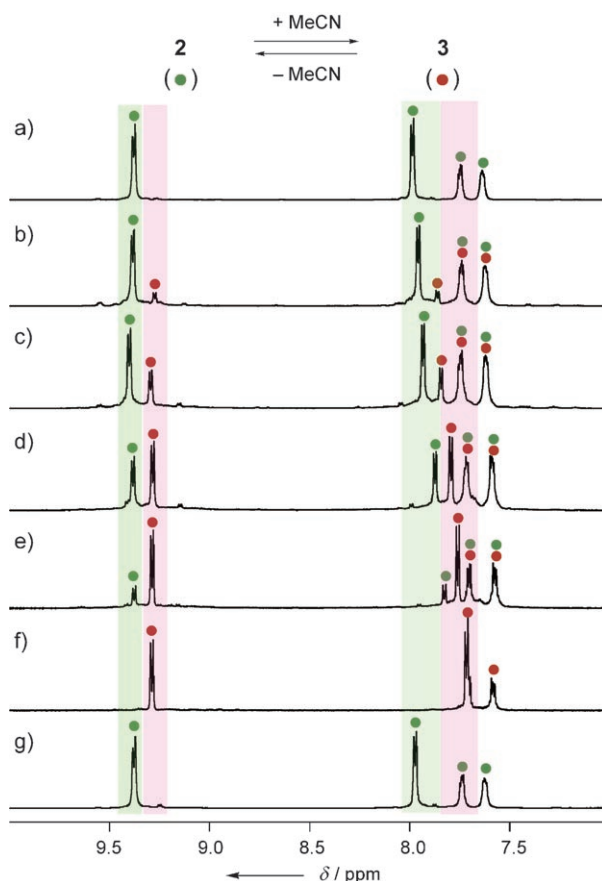 + MeCN
2 3
– MeCN
( ) ( )
a)
b)
c)
d)
e)
f)
g)
9.5 9.0 8.5 8.0 7.5
δ / ppm